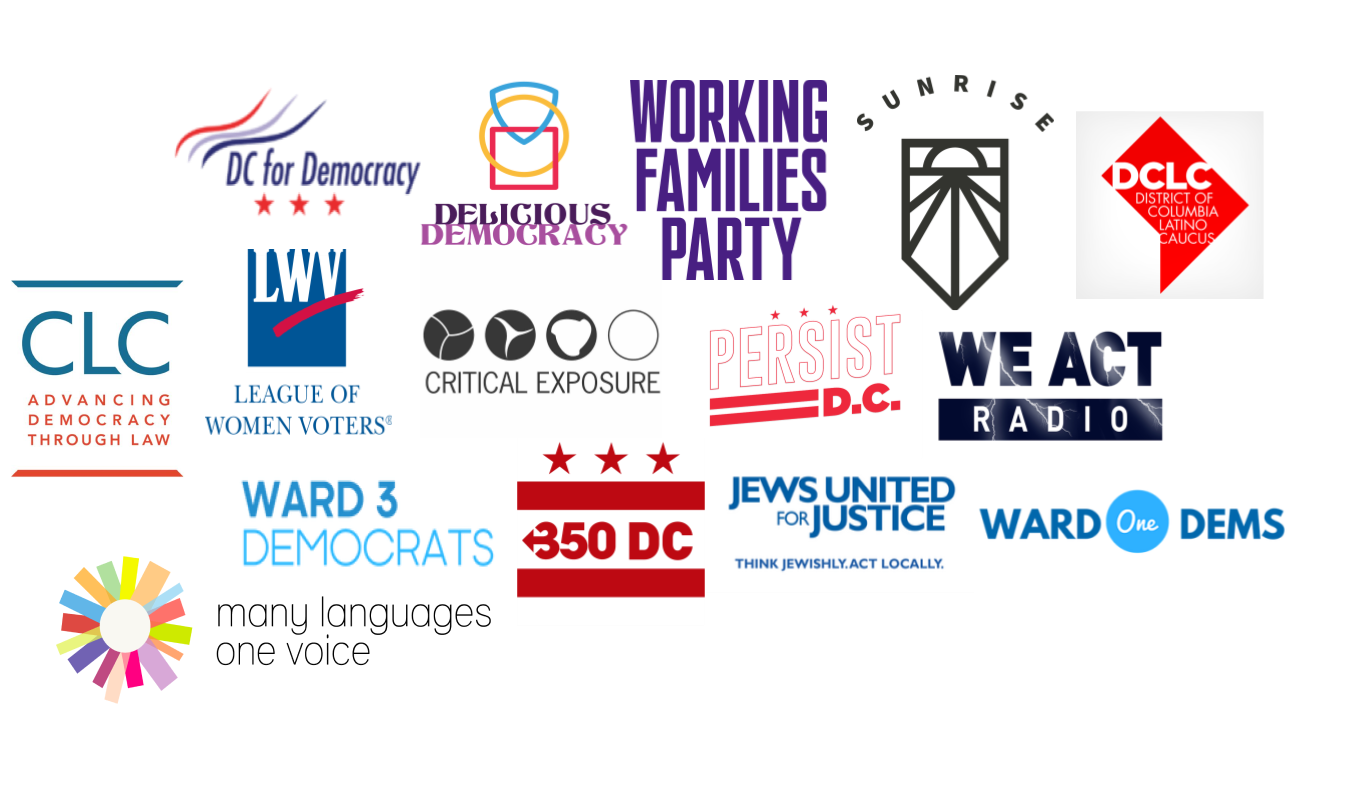 DC for Democracy
DELICIOUS
DEMOCRACY
WORKING
FAMILIES
PARTY
SUNRISE
DCLC
DISTRICT OF
COLUMBIA
LATINO
CAUCUS
CLC
ADVANCING
DEMOCRACY
THROUGH LAW
LWV
LEAGUE OF
WOMEN VOTERS®
CRITICAL EXPOSURE
PERSIST
D.C.
WE ACT
RADIO
WARD 3
DEMOCRATS
350 DC
JEWS UNITED
FOR JUSTICE
THINK JEWISHLY. ACT LOCALLY.
WARD One DEMS
many languages
one voice